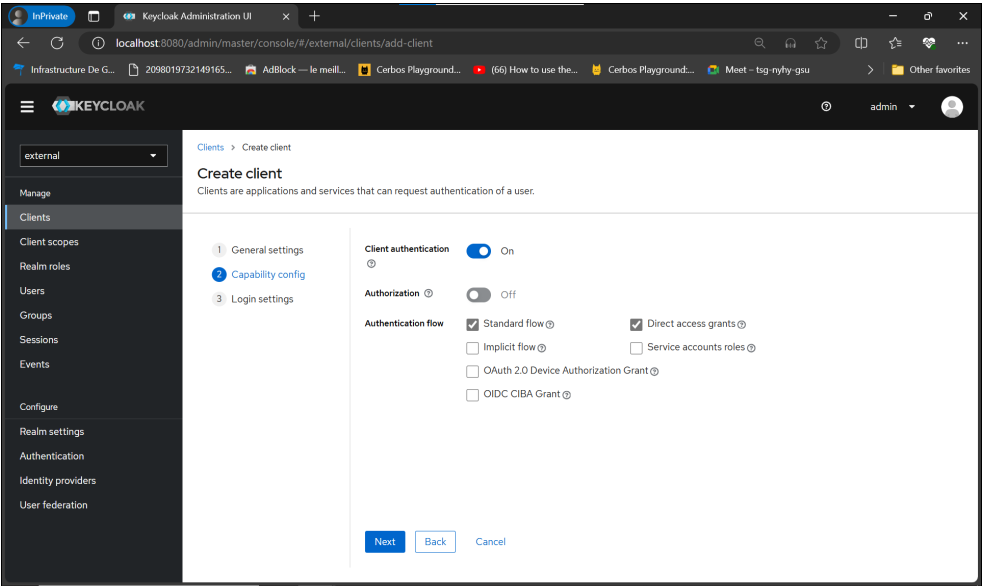 InPrivate
Keycloak Administration UI
localhost:8080/admin/master/console/#/external/clients/add-client
Infrastructure De G...
2098019732149165...
AdBlock — le meill...
Cerbos Playground...
(66) How to use the...
Cerbos Playground:...
Meet – tsg-nyhy-gsu
Other favorites
KEYCLOAK
admin
external
Manage
Clients
Client scopes
Realm roles
Users
Groups
Sessions
Events
Configure
Realm settings
Authentication
Identity providers
User federation
Clients > Create client
Create client
Clients are applications and services that can request authentication of a user.
1 General settings
2 Capability config
3 Login settings
Client authentication
On
Authorization
Off
Authentication flow
Standard flow
Direct access grants
Implicit flow
Service accounts roles
OAuth 2.0 Device Authorization Grant
OIDC CIBA Grant
Next
Back
Cancel